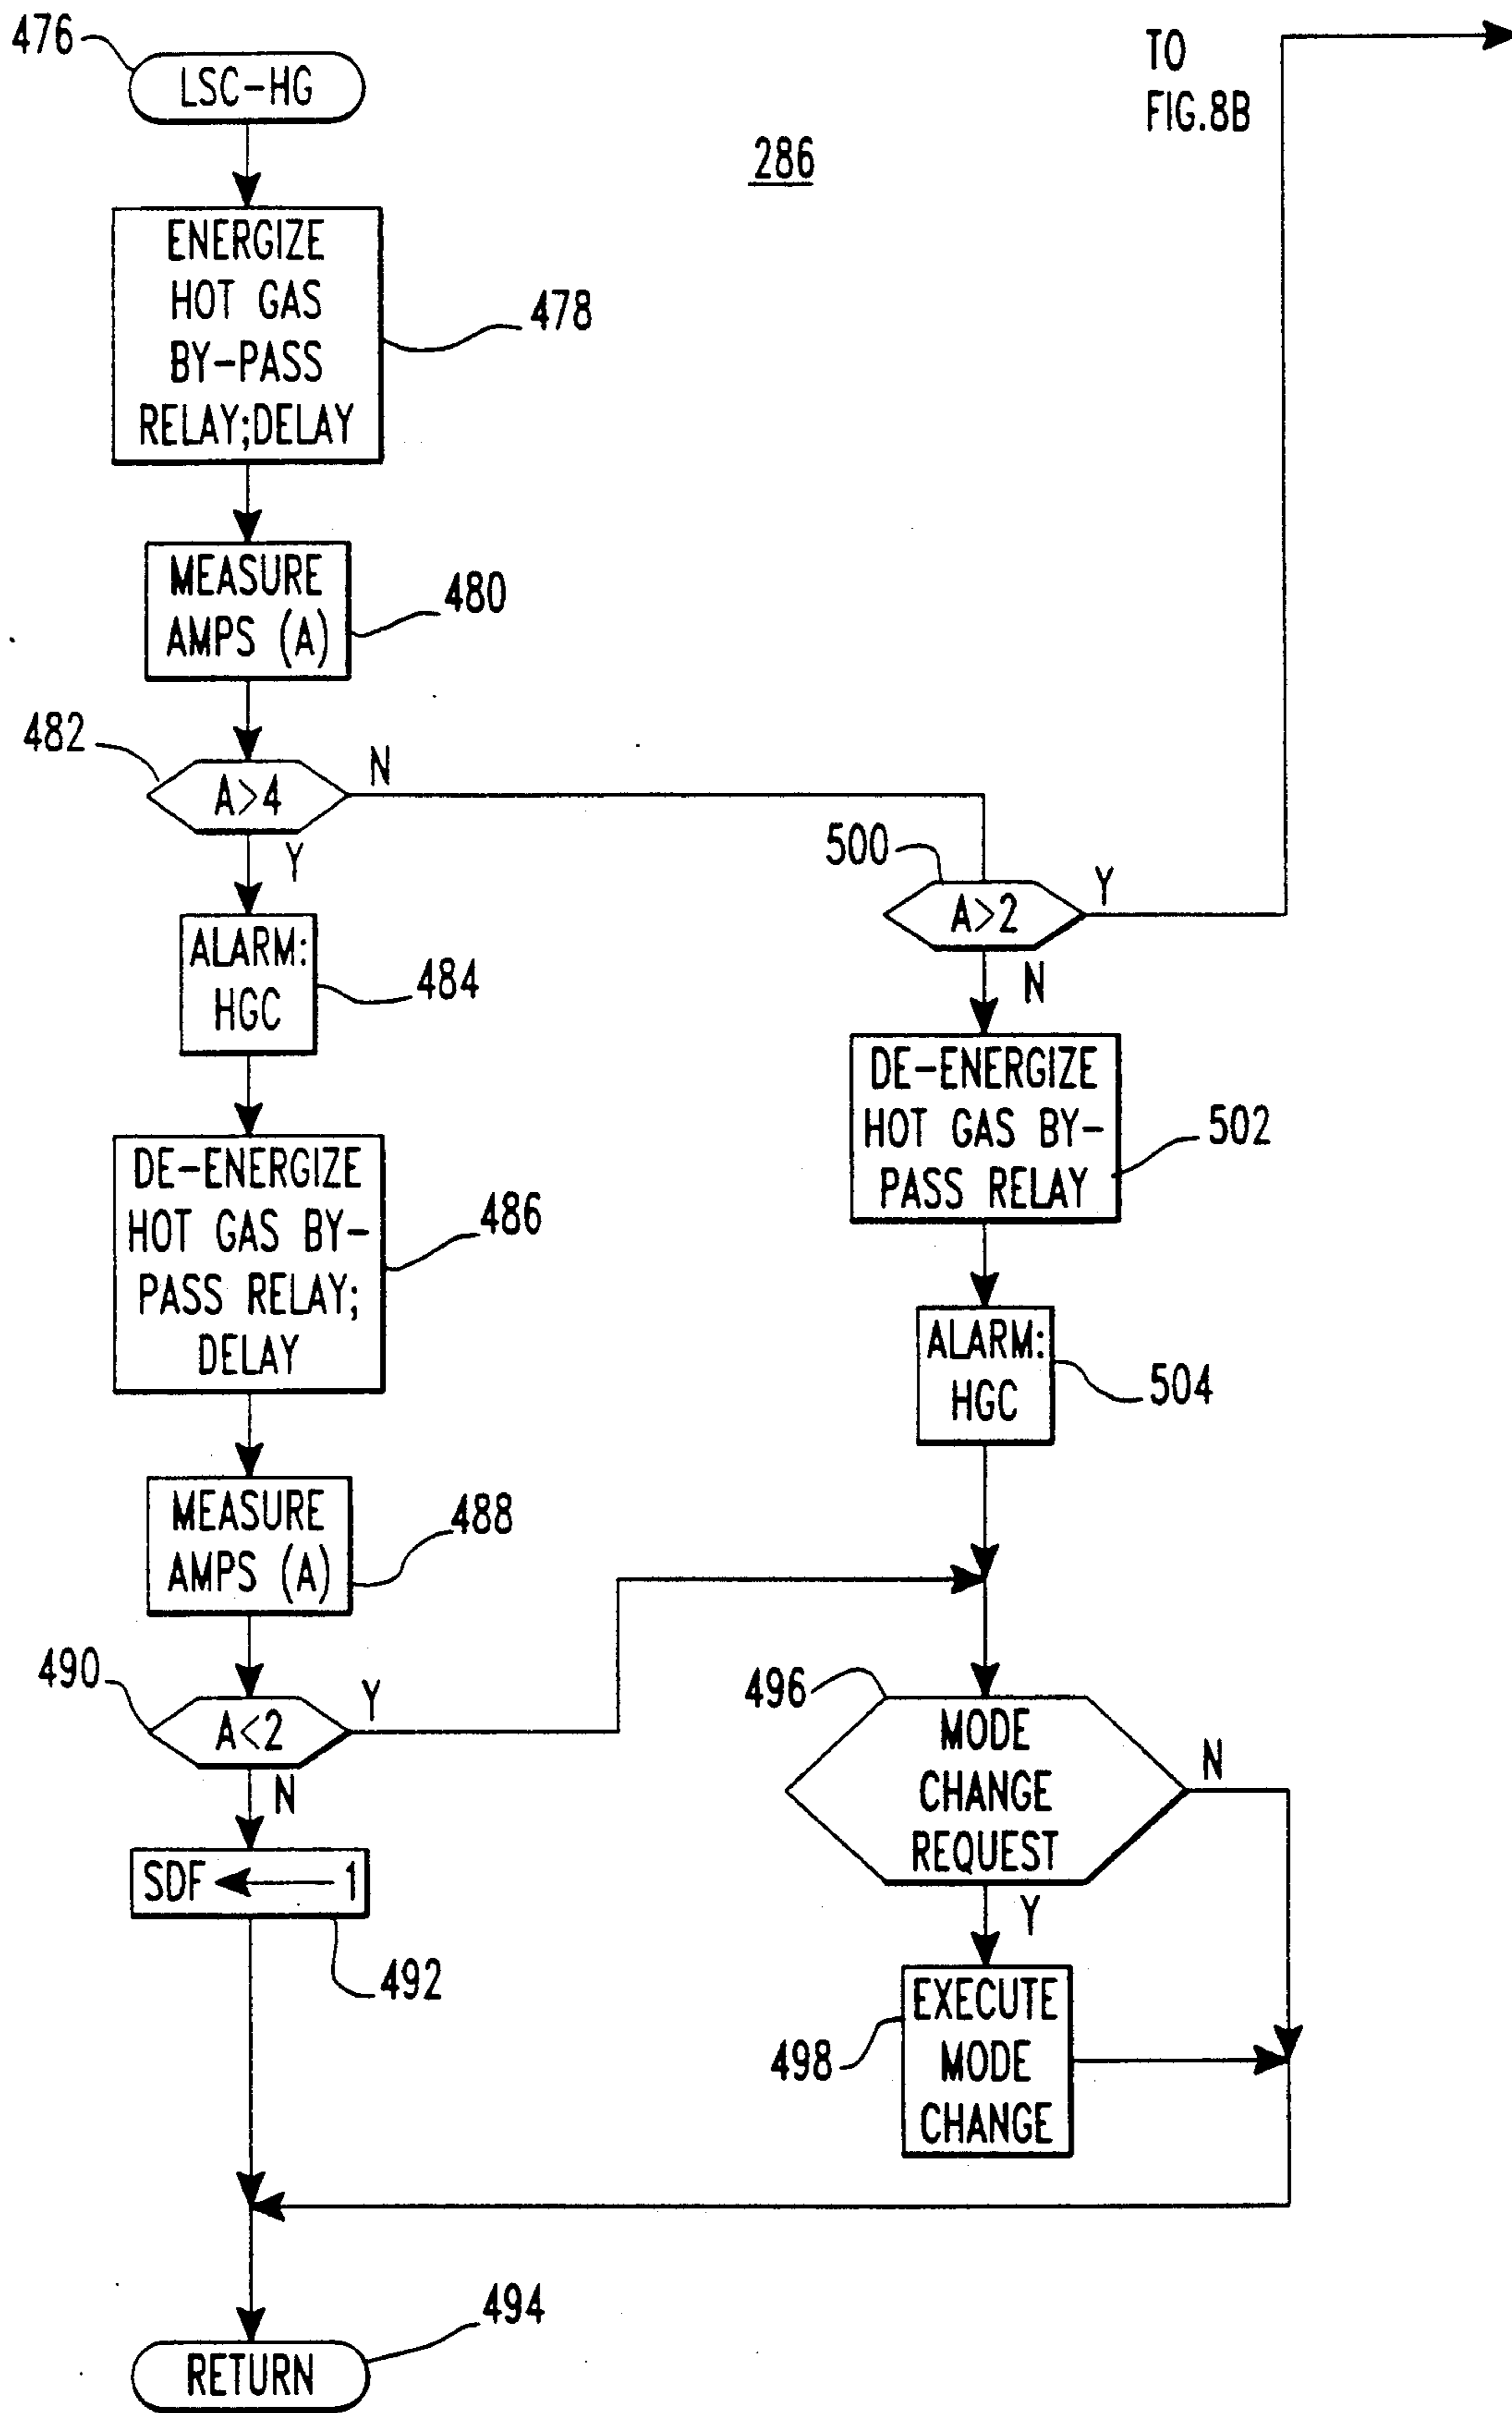 476
LSC-HG
TO
FIG.8B
286
ENERGIZE
HOT GAS
BY-PASS
RELAY;DELAY
478
MEASURE
AMPS (A)
480
482
A>4
N
Y
500
A>2
Y
N
ALARM:
HGC
484
DE-ENERGIZE
HOT GAS BY-
PASS RELAY
502
DE-ENERGIZE
HOT GAS BY-
PASS RELAY;
DELAY
486
ALARM:
HGC
504
MEASURE
AMPS (A)
488
490
A<2
Y
N
496
MODE
CHANGE
REQUEST
N
Y
SDF ← 1
492
EXECUTE
MODE
CHANGE
498
494
RETURN